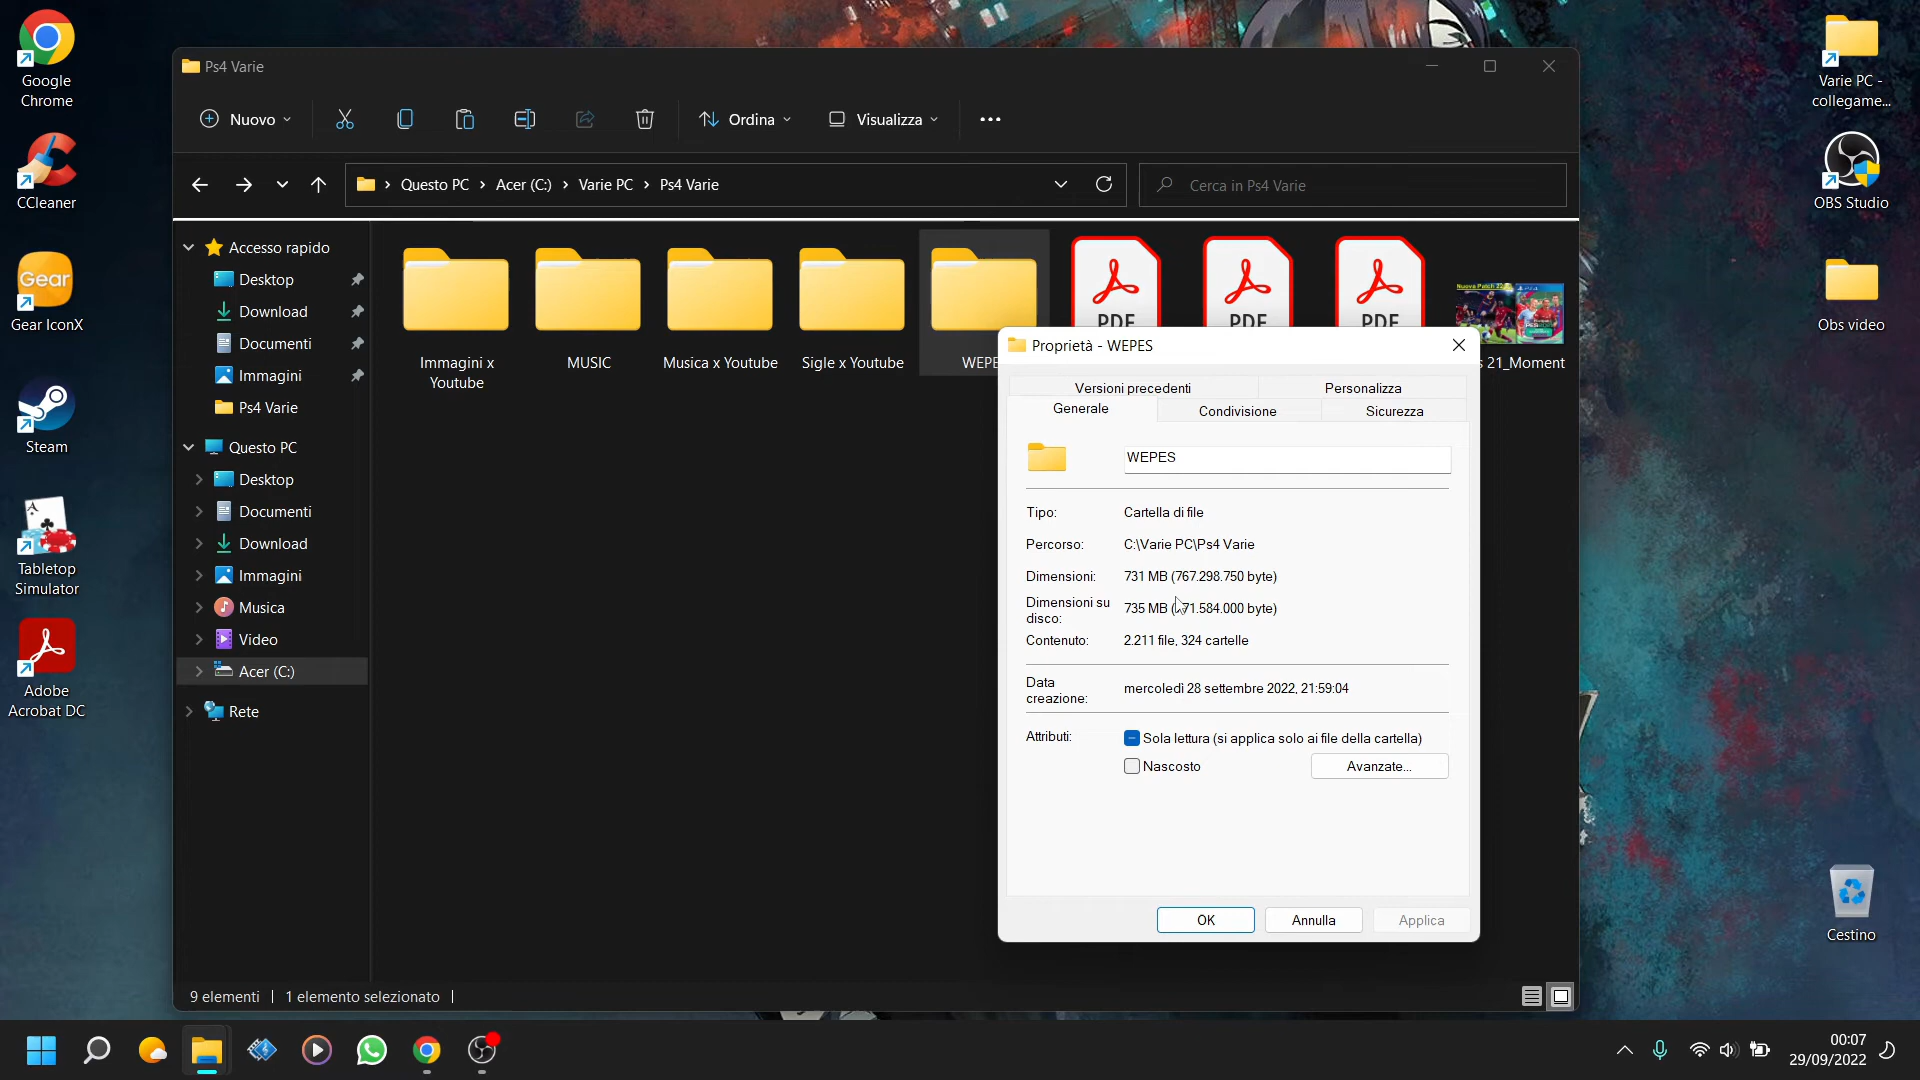 Google
Chrome
CCleaner
Gear
Gear IconX
Steam
Tabletop
Simulator
Adobe
Acrobat DC
Ps4 Varie
Nuovo
Ordina
Visualizza
Questo PC
Acer (C:)
Varie PC
Ps4 Varie
Cerca in Ps4 Varie
Accesso rapido
Desktop
Download
Documenti
Immagini
Ps4 Varie
Questo PC
Desktop
Documenti
Download
Immagini
Musica
Video
Acer (C:)
Rete
Immagini x
Youtube
MUSIC
Musica x Youtube
Sigle x Youtube
PDF
PDF
PDF
Nuova Patch
21_Moment
Proprietà - WEPES
Versioni precedenti
Personalizza
Generale
Condivisione
Sicurezza
WEPES
Tipo: Cartella di file
Percorso: C:\Varie PC\Ps4 Varie
Dimensioni: 731 MB (767.298.750 byte)
Dimensioni su
disco:
735 MB ( 71.584.000 byte)
Contenuto: 2.211 file, 324 cartelle
Data
creazione:
mercoledì 28 settembre 2022, 21:59:04
Attributi: Sola lettura (si applica solo ai file della cartella)
Nascosto
Avanzate...
OK
Annulla
Applica
9 elementi
1 elemento selezionato
Varie PC -
collegame...
OBS Studio
Obs video
Cestino
00:07
29/09/2022